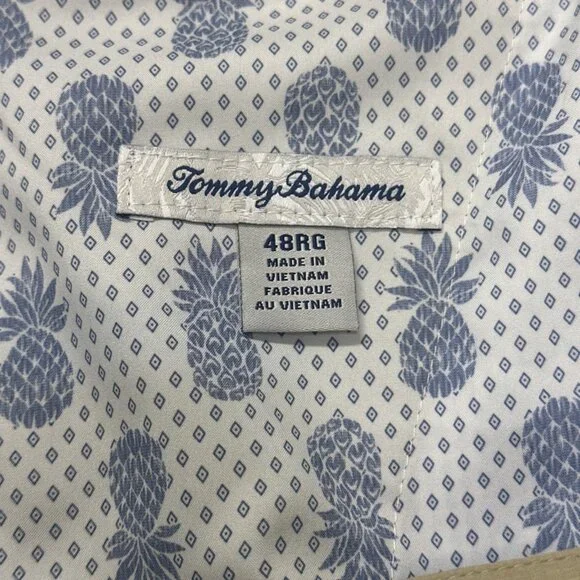 Tommy Bahama
48RG
MADE IN
VIETNAM
FABRIQUE
AU VIETNAM